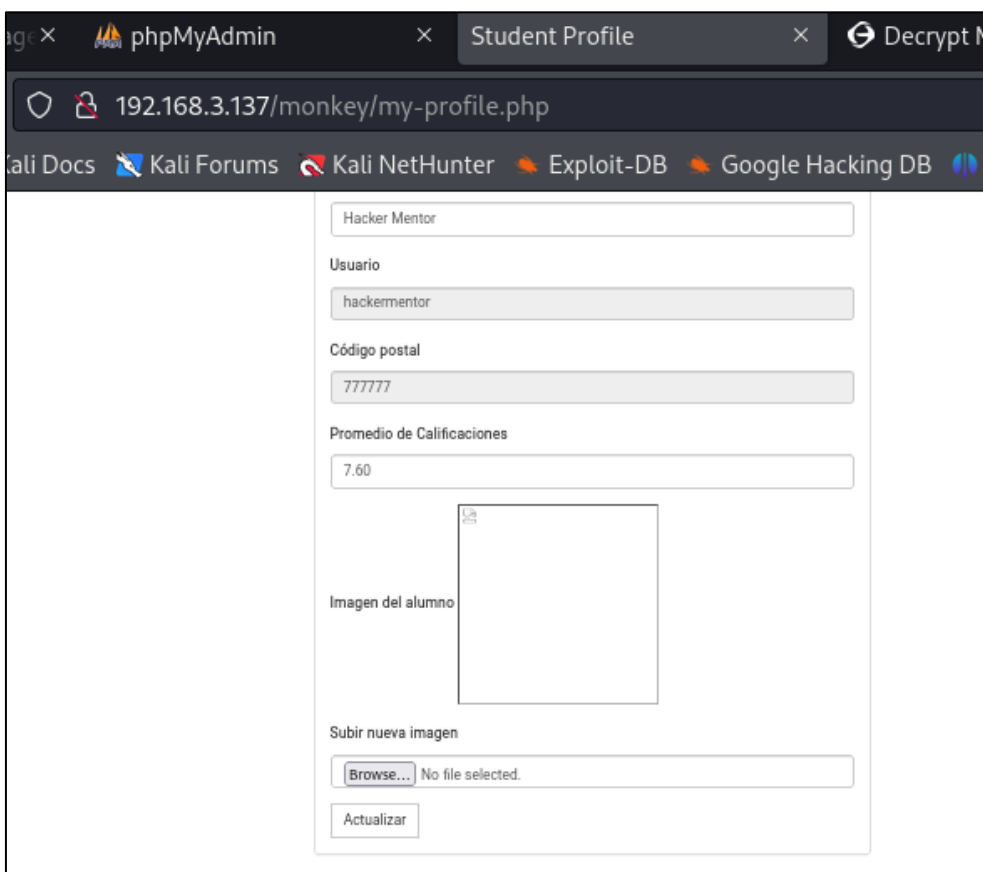 phpMyAdmin
Student Profile
Decrypt
192.168.3.137/monkey/my-profile.php
Kali Docs
Kali Forums
Kali NetHunter
Exploit-DB
Google Hacking DB
Hacker Mentor
Usuario
hackermentor
Código postal
777777
Promedio de Calificaciones
7.60
Imagen del alumno
Subir nueva imagen
Browse... No file selected.
Actualizar